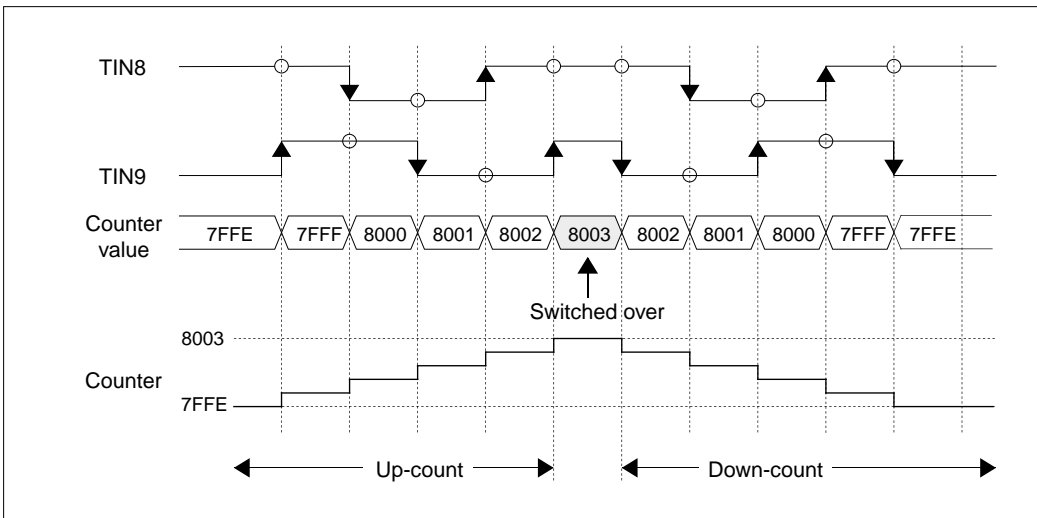 TIN8
TIN9
Counter value
7FFE 7FFF 8000 8001 8002 8003 8002 8001 8000 7FFF 7FFE
Switched over
8003
Counter
7FFE
Up-count Down-count